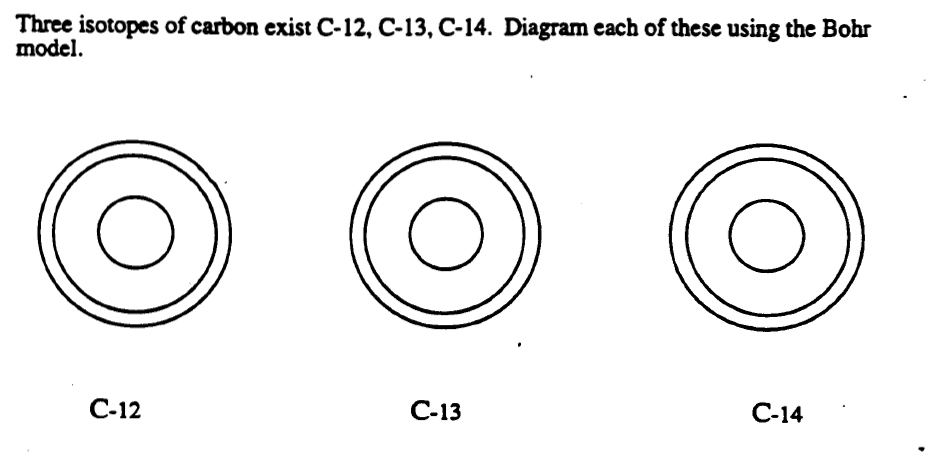 Three isotopes of carbon exist C-12, C-13, C-14. Diagram each of these using the Bohr
model.
C-12
C-13
C-14